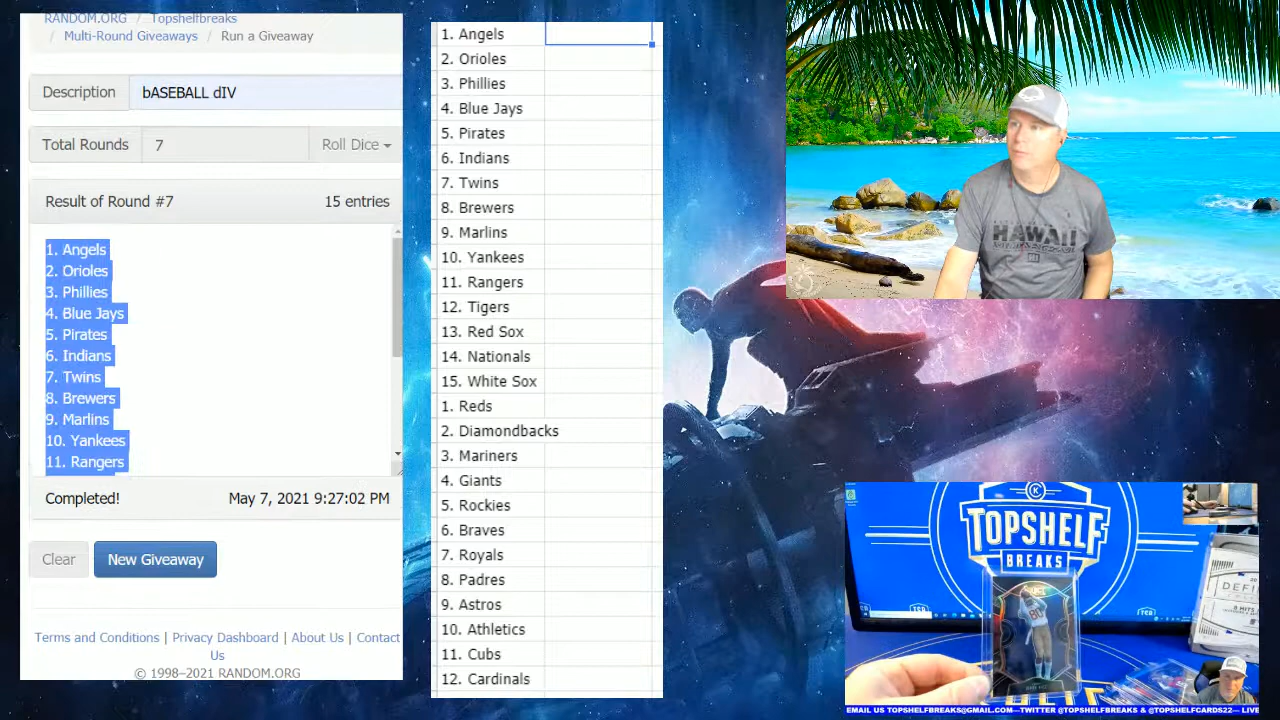 RANDOM.ORG / Topshelfbreaks
/ Multi-Round Giveaways / Run a Giveaway
Description bASEBALL dIV
Total Rounds 7 Roll Dice
Result of Round #7 15 entries
1. Angels
2. Orioles
3. Phillies
4. Blue Jays
5. Pirates
6. Indians
7. Twins
8. Brewers
9. Marlins
10. Yankees
11. Rangers
Completed! May 7, 2021 9:27:02 PM
Clear New Giveaway
Terms and Conditions | Privacy Dashboard | About Us | Contact
Us
© 1998–2021 RANDOM.ORG
1. Angels
2. Orioles
3. Phillies
4. Blue Jays
5. Pirates
6. Indians
7. Twins
8. Brewers
9. Marlins
10. Yankees
11. Rangers
12. Tigers
13. Red Sox
14. Nationals
15. White Sox
1. Reds
2. Diamondbacks
3. Mariners
4. Giants
5. Rockies
6. Braves
7. Royals
8. Padres
9. Astros
10. Athletics
11. Cubs
12. Cardinals
HAWAII
K
TOPSHELF
BREAKS
EMAIL US TOPSHELFBREAKS@GMAIL.COM---TWITTER @TOPSHELFBREAKS & @TOPSHELFCARDS22--- LIVE